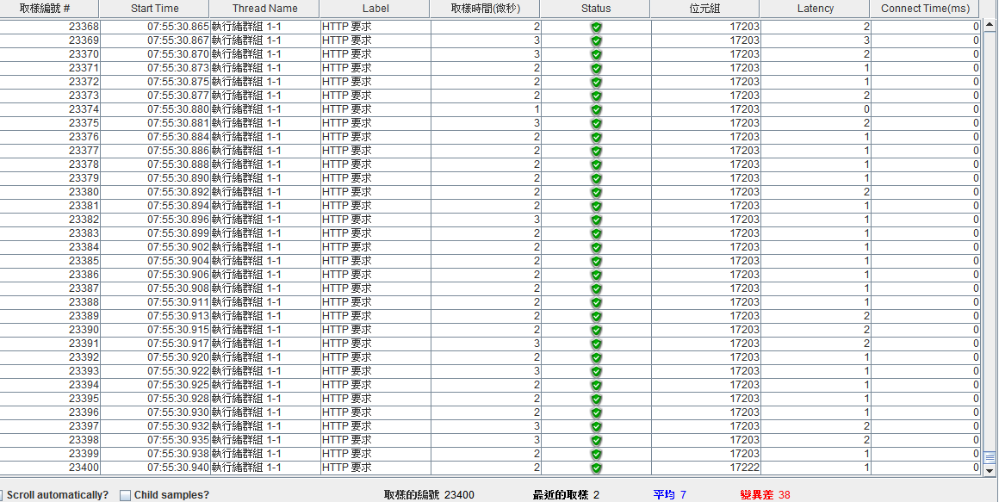 取樣編號 # Start Time Thread Name Label 取樣時間(微秒) Status 位元組 Latency Connect Time(ms)
23368 07:55:30.865 執行緒群組 1-1 HTTP 要求 2 17203 2 0
23369 07:55:30.867 執行緒群組 1-1 HTTP 要求 3 17203 3 0
23370 07:55:30.870 執行緒群組 1-1 HTTP 要求 3 17203 2 0
23371 07:55:30.873 執行緒群組 1-1 HTTP 要求 2 17203 1 0
23372 07:55:30.875 執行緒群組 1-1 HTTP 要求 2 17203 1 0
23373 07:55:30.877 執行緒群組 1-1 HTTP 要求 2 17203 2 0
23374 07:55:30.880 執行緒群組 1-1 HTTP 要求 1 17203 0 0
23375 07:55:30.881 執行緒群組 1-1 HTTP 要求 3 17203 2 0
23376 07:55:30.884 執行緒群組 1-1 HTTP 要求 2 17203 1 0
23377 07:55:30.886 執行緒群組 1-1 HTTP 要求 2 17203 1 0
23378 07:55:30.888 執行緒群組 1-1 HTTP 要求 2 17203 1 0
23379 07:55:30.890 執行緒群組 1-1 HTTP 要求 2 17203 1 0
23380 07:55:30.892 執行緒群組 1-1 HTTP 要求 2 17203 2 0
23381 07:55:30.894 執行緒群組 1-1 HTTP 要求 2 17203 1 0
23382 07:55:30.896 執行緒群組 1-1 HTTP 要求 3 17203 1 0
23383 07:55:30.899 執行緒群組 1-1 HTTP 要求 2 17203 1 0
23384 07:55:30.902 執行緒群組 1-1 HTTP 要求 2 17203 1 0
23385 07:55:30.904 執行緒群組 1-1 HTTP 要求 2 17203 1 0
23386 07:55:30.906 執行緒群組 1-1 HTTP 要求 2 17203 1 0
23387 07:55:30.908 執行緒群組 1-1 HTTP 要求 2 17203 1 0
23388 07:55:30.911 執行緒群組 1-1 HTTP 要求 2 17203 1 0
23389 07:55:30.913 執行緒群組 1-1 HTTP 要求 2 17203 2 0
23390 07:55:30.915 執行緒群組 1-1 HTTP 要求 2 17203 2 0
23391 07:55:30.917 執行緒群組 1-1 HTTP 要求 3 17203 2 0
23392 07:55:30.920 執行緒群組 1-1 HTTP 要求 2 17203 1 0
23393 07:55:30.922 執行緒群組 1-1 HTTP 要求 3 17203 1 0
23394 07:55:30.925 執行緒群組 1-1 HTTP 要求 2 17203 1 0
23395 07:55:30.928 執行緒群組 1-1 HTTP 要求 2 17203 1 0
23396 07:55:30.930 執行緒群組 1-1 HTTP 要求 2 17203 1 0
23397 07:55:30.932 執行緒群組 1-1 HTTP 要求 3 17203 2 0
23398 07:55:30.935 執行緒群組 1-1 HTTP 要求 3 17203 2 0
23399 07:55:30.938 執行緒群組 1-1 HTTP 要求 2 17203 1 0
23400 07:55:30.940 執行緒群組 1-1 HTTP 要求 2 17222 1 0
Scroll automatically? Child samples? 取樣的編號 23400 最近的取樣 2 平均 7 變異差 38